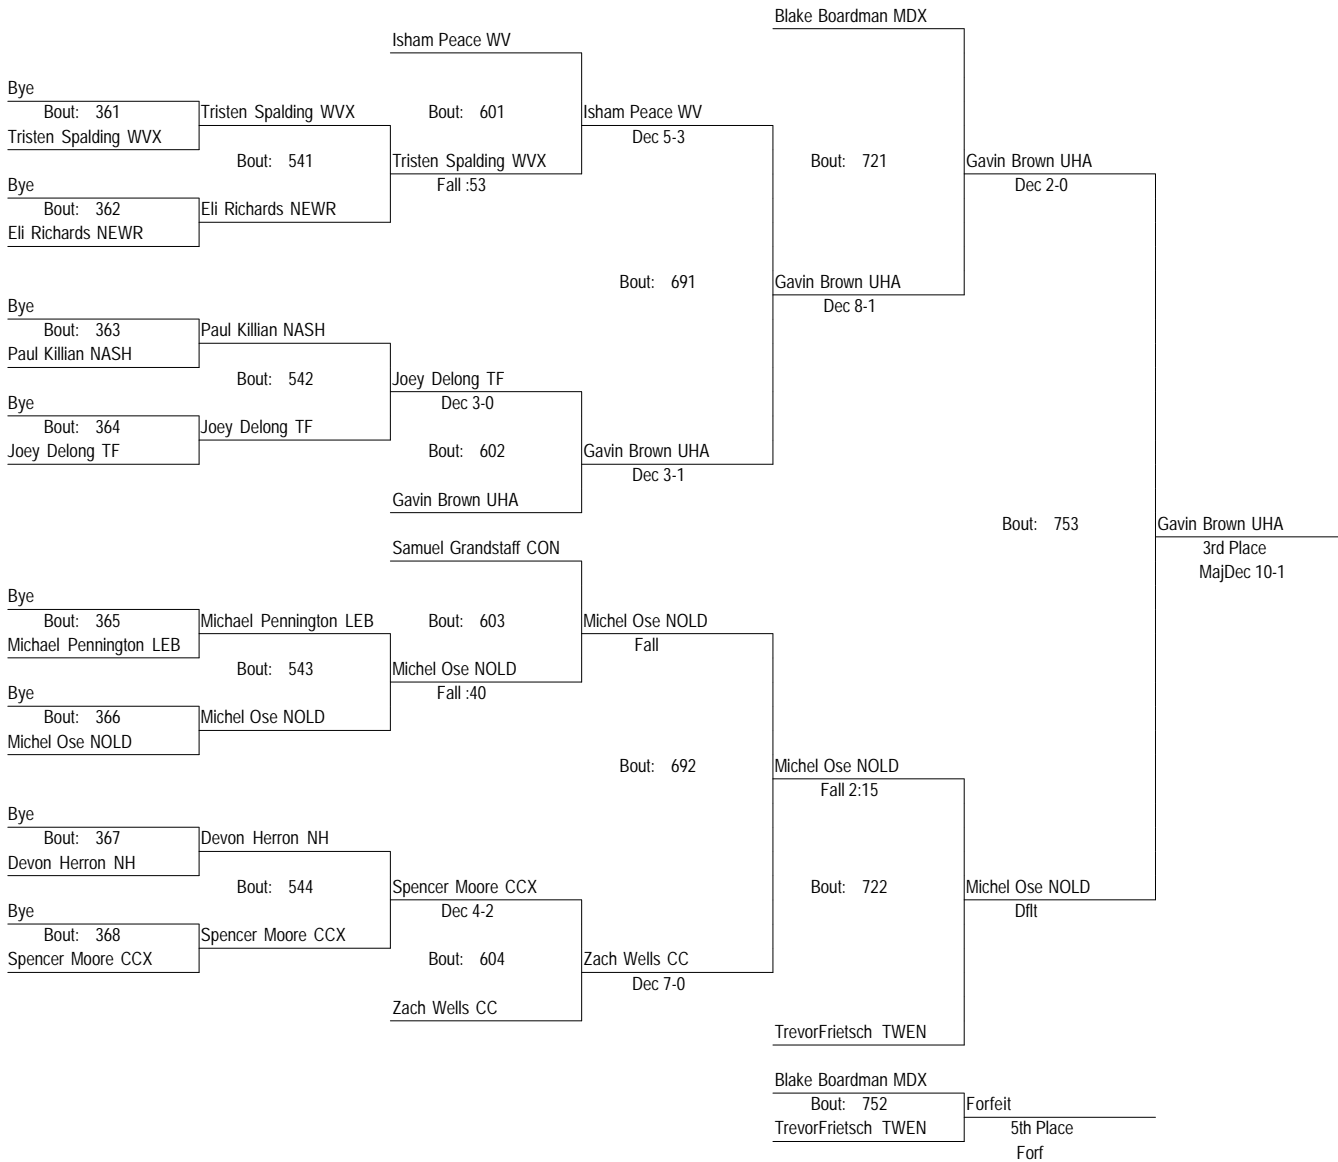 Blake Boardman MDX
Isham Peace WV
Bye
Bout: 361
Tristen Spalding WVX
Tristen Spalding WVX
Bout: 601
Isham Peace WV
Dec 5-3
Bout: 541
Tristen Spalding WVX
Fall :53
Bout: 721
Gavin Brown UHA
Dec 2-0
Bye
Bout: 362
Eli Richards NEWR
Eli Richards NEWR
Bout: 691
Gavin Brown UHA
Dec 8-1
Bye
Bout: 363
Paul Killian NASH
Paul Killian NASH
Bout: 542
Joey Delong TF
Dec 3-0
Bye
Bout: 364
Joey Delong TF
Joey Delong TF
Bout: 602
Gavin Brown UHA
Dec 3-1
Gavin Brown UHA
Bout: 753
Gavin Brown UHA
3rd Place
MajDec 10-1
Samuel Grandstaff CON
Bye
Bout: 365
Michael Pennington LEB
Michael Pennington LEB
Bout: 603
Michel Ose NOLD
Fall
Bout: 543
Michel Ose NOLD
Fall :40
Bye
Bout: 366
Michel Ose NOLD
Michel Ose NOLD
Bout: 692
Michel Ose NOLD
Fall 2:15
Bye
Bout: 367
Devon Herron NH
Devon Herron NH
Bout: 544
Spencer Moore CCX
Dec 4-2
Bout: 722
Michel Ose NOLD
Dflt
Bye
Bout: 368
Spencer Moore CCX
Spencer Moore CCX
Bout: 604
Zach Wells CC
Dec 7-0
Zach Wells CC
TrevorFrietsch TWEN
Blake Boardman MDX
Bout: 752
Forfeit
TrevorFrietsch TWEN
5th Place
Forf